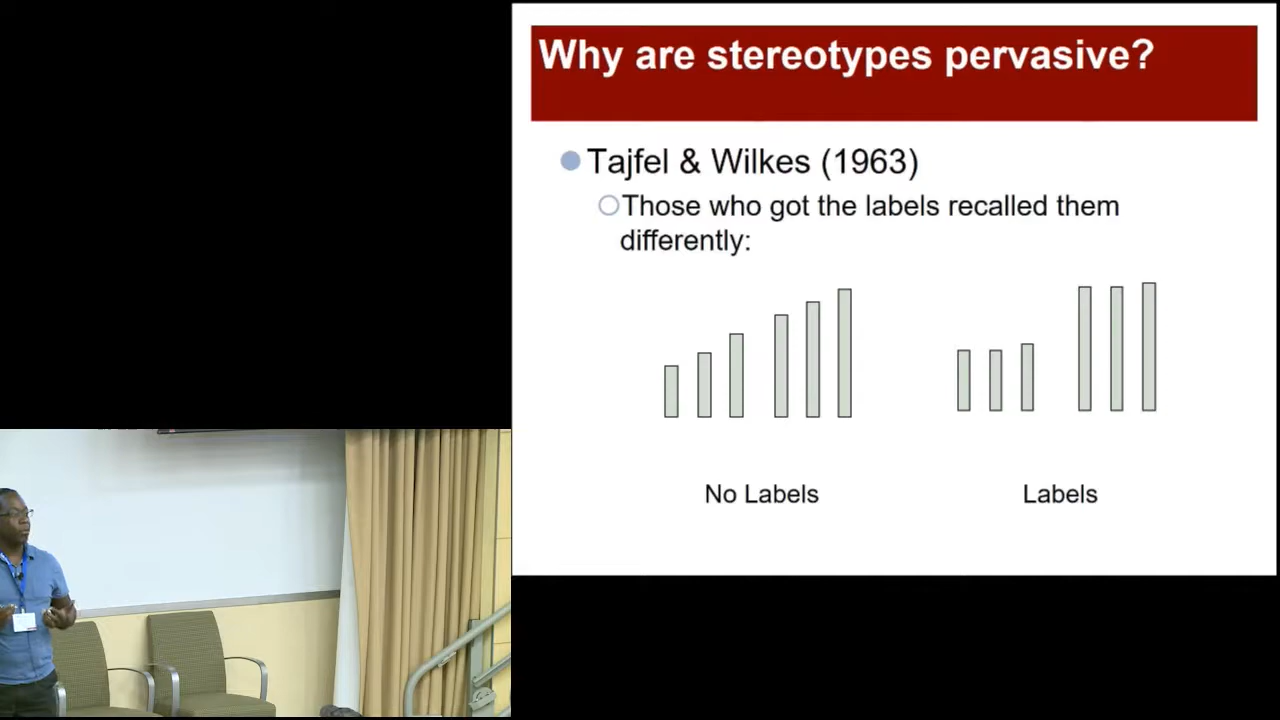 Why are stereotypes pervasive?
Tajfel & Wilkes (1963)
Those who got the labels recalled them
differently:
No Labels
Labels